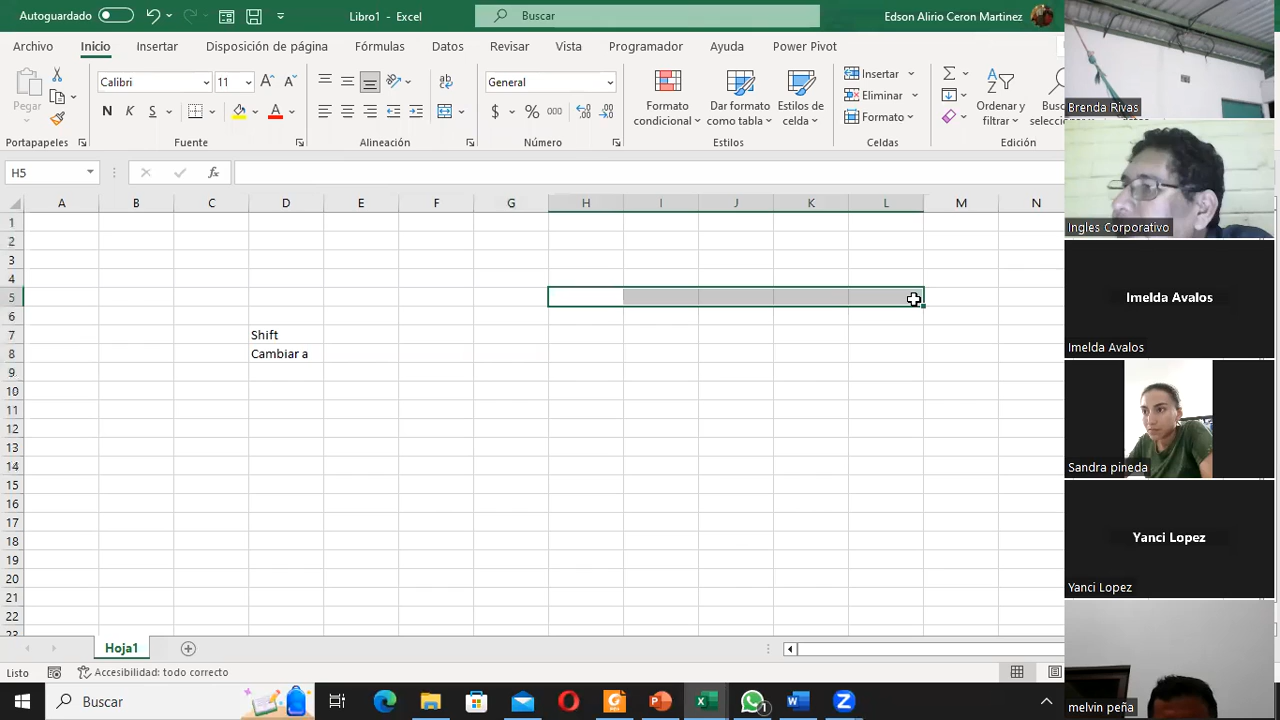 Autoguardado
Libro1 - Excel
Buscar
Edson Alirio Ceron Martinez
Archivo Inicio Insertar Disposición de página Fórmulas Datos Revisar Vista Programador Ayuda Power Pivot
Pegar
Calibri 11
N K S
General
$ % 000
Formato condicional
Dar formato como tabla
Estilos de celda
Insertar
Eliminar
Formato
Ordenar y filtrar
Portapapeles Fuente Alineación Número Estilos Celdas Edición
H5
fx
A B C D E F G H I J K L M N
1
2
3
4
5
6
7 Shift
8 Cambiar a
9
10
11
12
13
14
15
16
17
18
19
20
21
22
23
Hoja1
Listo
Accesibilidad: todo correcto
Buscar
1
Brenda Rivas
Ingles Corporativo
Imelda Avalos
Imelda Avalos
Sandra pineda
Yanci Lopez
Yanci Lopez
melvin peña